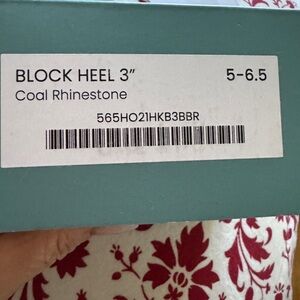 BLOCK HEEL 3” 5-6.5
Coal Rhinestone
565HO21HKB3BBR